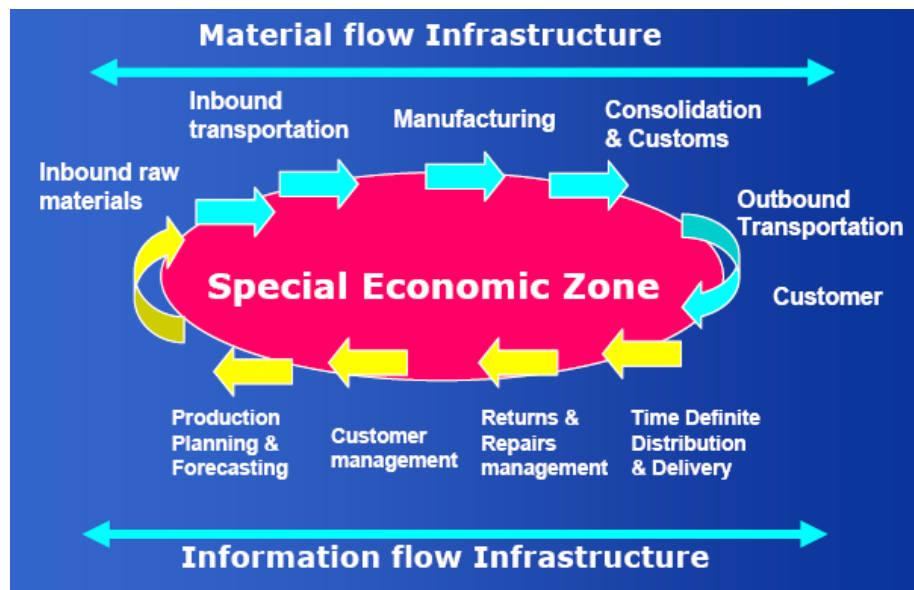 Material flow Infrastructure
Inbound
transportation
Manufacturing
Consolidation
& Customs
Inbound raw
materials
Outbound
Transportation
Special Economic Zone
Customer
Production
Planning &
Forecasting
Customer
management
Returns &
Repairs
management
Time Definite
Distribution
& Delivery
Information flow Infrastructure